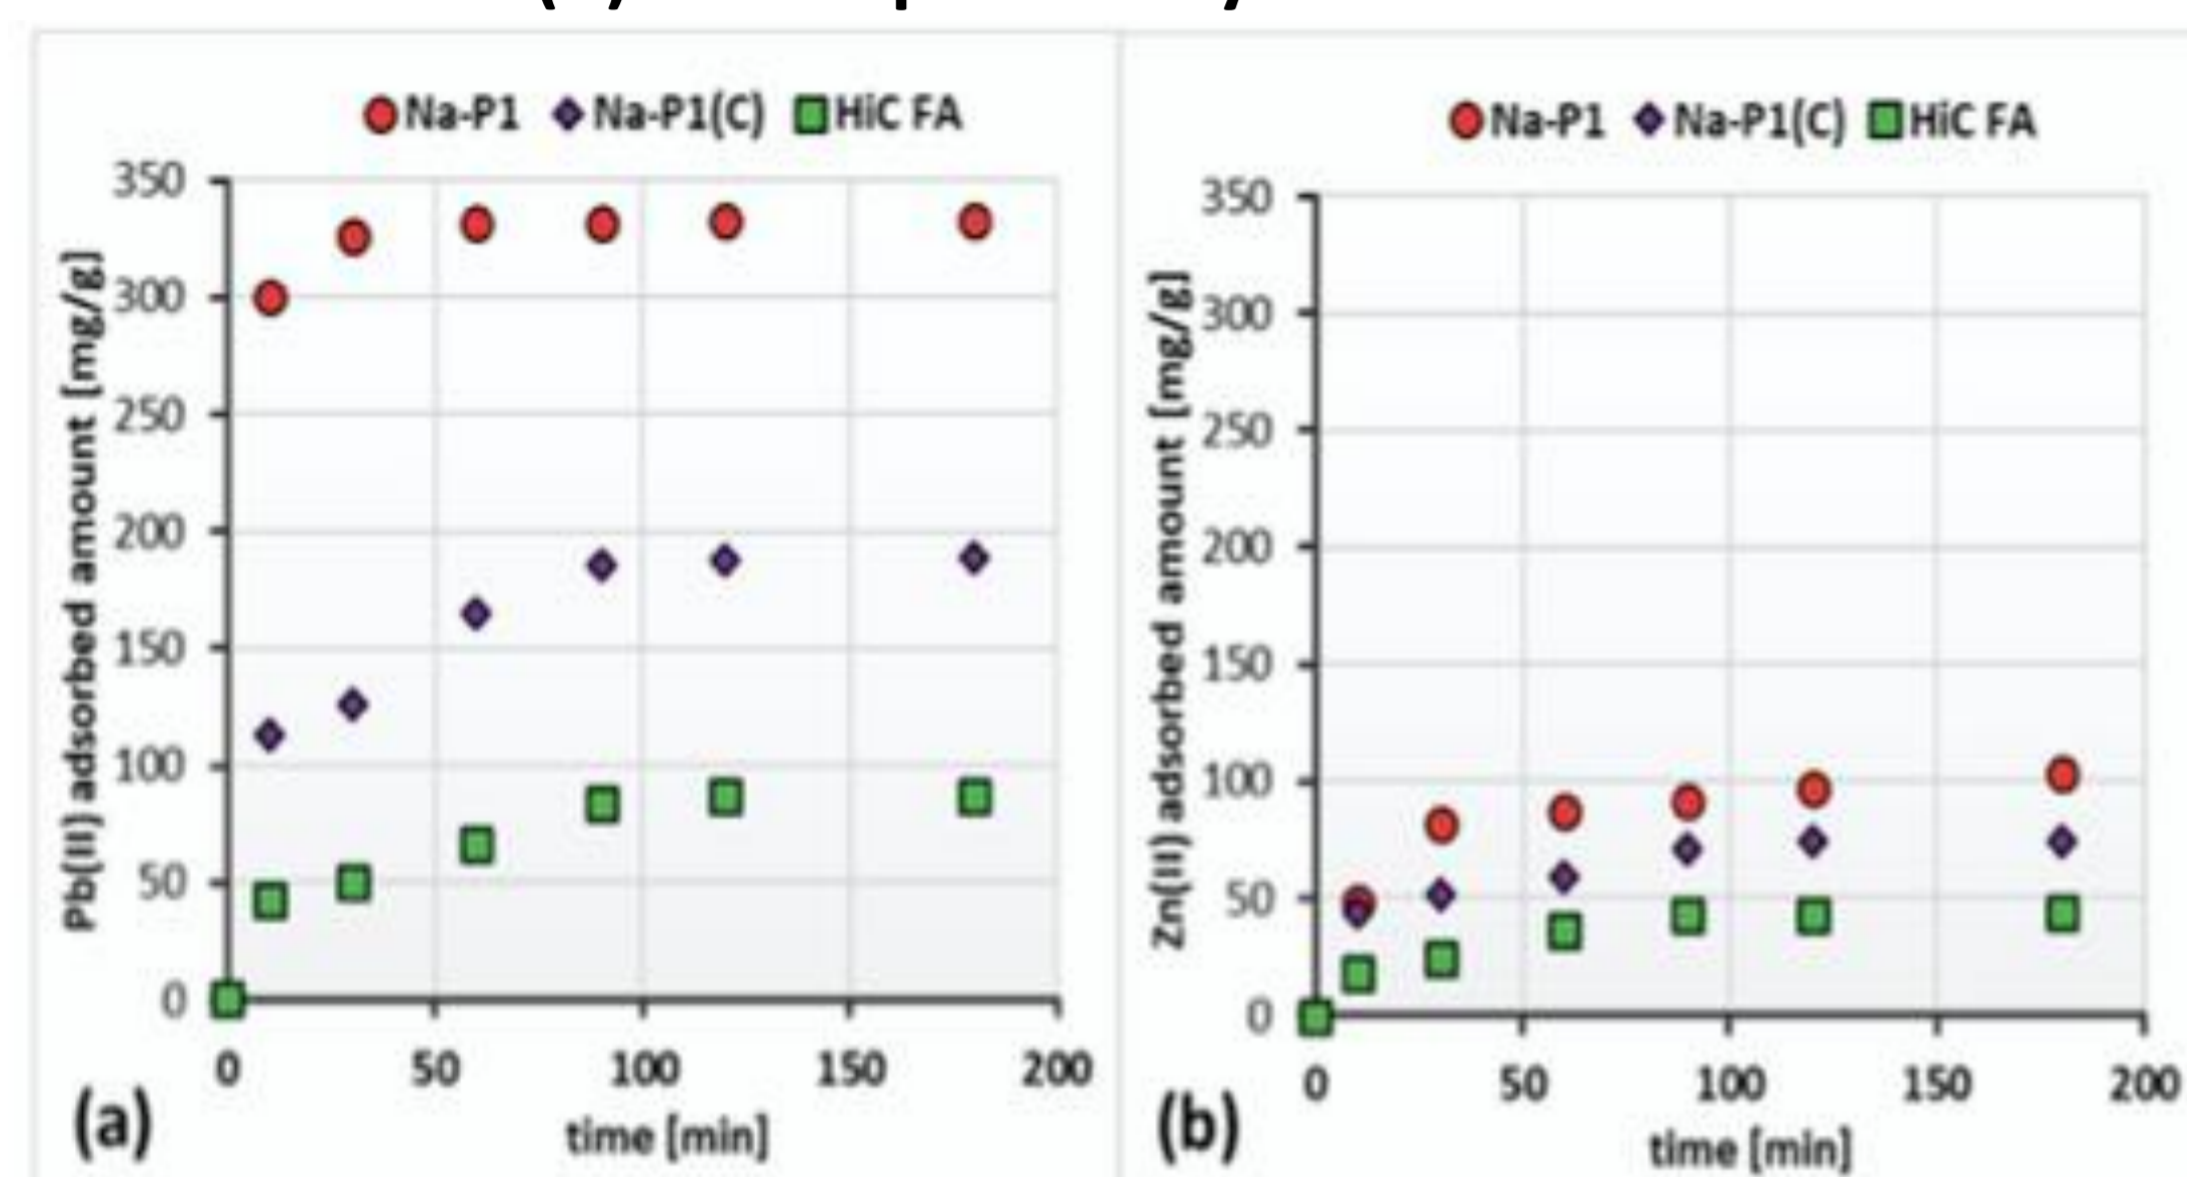 Na-P1 Na-P1(C) HiC FA
350
300
250
200
150
100
50
0
Pb(II) adsorbed amount [mg/g]
0 50 100 150 200
time [min]
(a)
Na-P1 Na-P1(C) HiC FA
350
300
250
200
150
100
50
0
Zn(II) adsorbed amount [mg/g]
0 50 100 150 200
time [min]
(b)